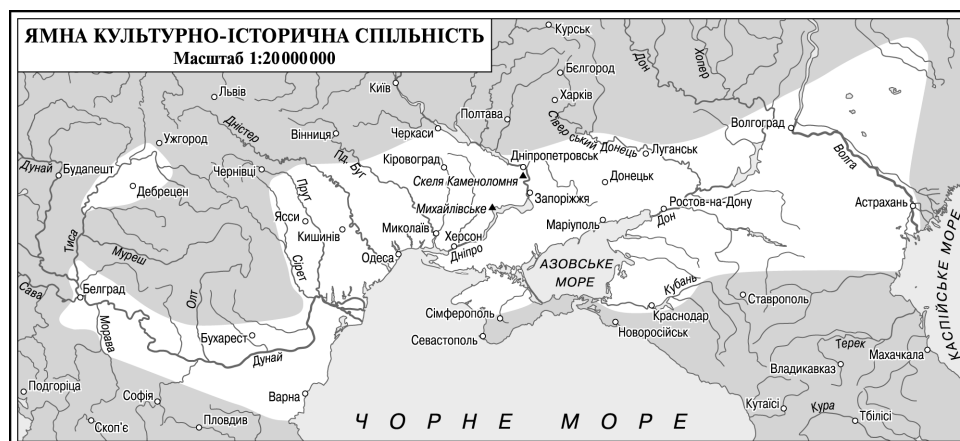 ЯМНА КУЛЬТУРНО-ІСТОРИЧНА СПІЛЬНІСТЬ
Масштаб 1:20000000
Курськ
Дон
Хопер
Бєлгород
Київ
Львів
Харків
Полтава
Дністер
Вінниця
Черкаси
Сівер ський Донець
Волгоград
Ужгород
Пд. Буг
Луганськ
Волга
Дунай
Будапешт
Чернівці
Кіровоград
Дніпропетровськ
Дебрецен
Прут
Скеля Каменоломня
Донецьк
Запоріжжя
Ясси
Михайлівське
Ростов-на-Дону
Астрахань
Тиса
Кишинів
Миколаїв
Херсон
Маріуполь
Дон
Муреш
Сірет
Одеса
Дніпро
АЗОВСЬКЕ
МОРЕ
Сава
Олт
Белград
Кубань
Ставрополь
КАСПІЙСЬКЕ МОРЕ
Морава
Сімферополь
Краснодар
Бухарест
Севастополь
Новоросійськ
Терек
Махачкала
Дунай
Владикавказ
Подгоріца
Софія
Варна
ЧОРНЕ МОРЕ
Кутаїсі
Кура
Скоп'є
Пловдив
Тбілісі